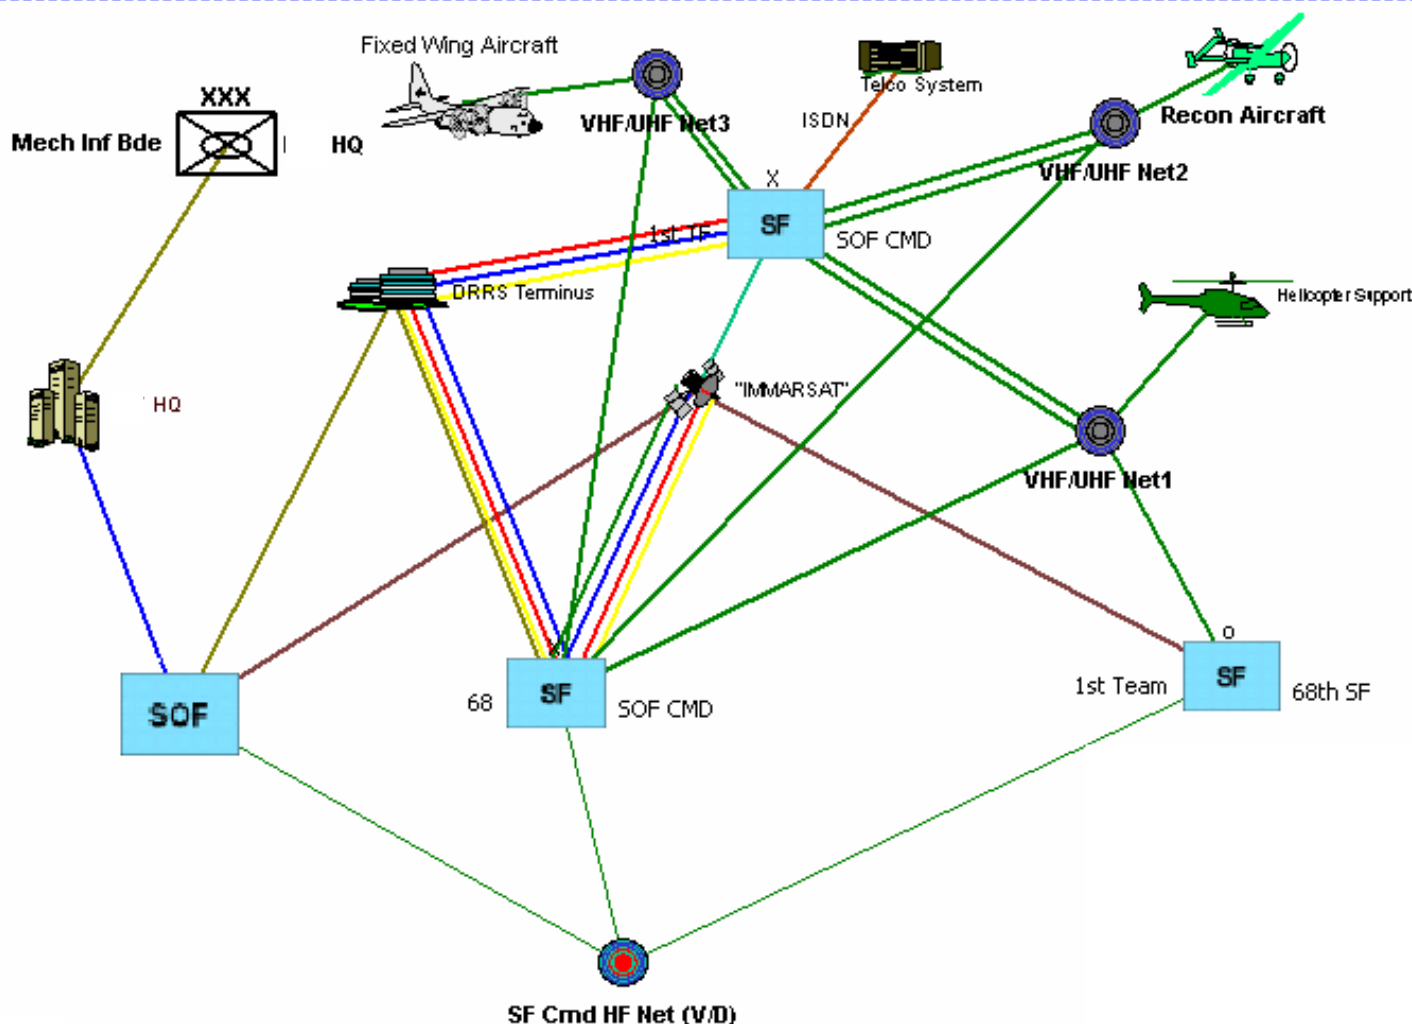 Fixed Wing Aircraft
Telco System
XXX
Mech Inf Bde
HQ
VHF/UHF Net3
ISDN
Recon Aircraft
VHF/UHF Net2
X
SF
1st TF
SOF CMD
DRRS Terminus
Helicopter Support
"IMMARSAT"
HQ
VHF/UHF Net1
O
SF
1st Team
68th SF
SOF
68
SF
SOF CMD
SF Cmd HF Net (V/D)